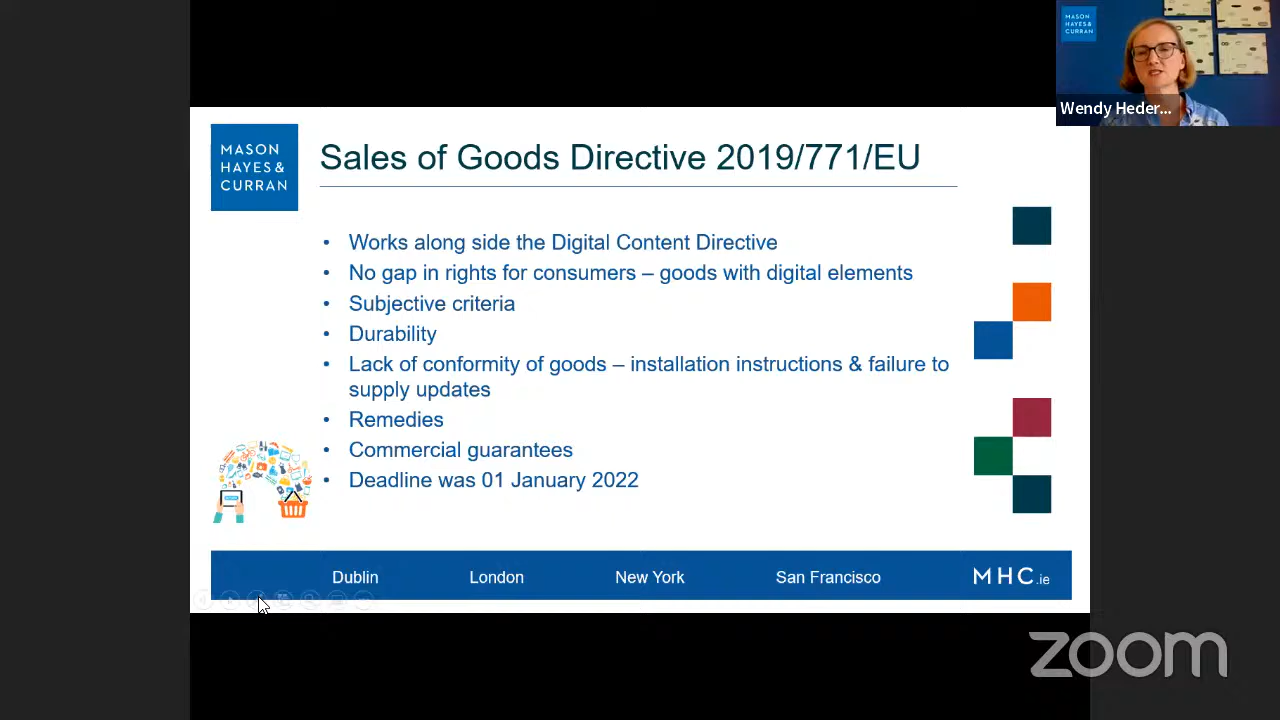 MASON
HAYES &
CURRAN
Wendy Heder...
MASON
HAYES &
CURRAN
Sales of Goods Directive 2019/771/EU
• Works along side the Digital Content Directive
• No gap in rights for consumers – goods with digital elements
• Subjective criteria
• Durability
• Lack of conformity of goods – installation instructions & failure to
supply updates
• Remedies
• Commercial guarantees
• Deadline was 01 January 2022
Dublin London New York San Francisco MHC.ie
zoom